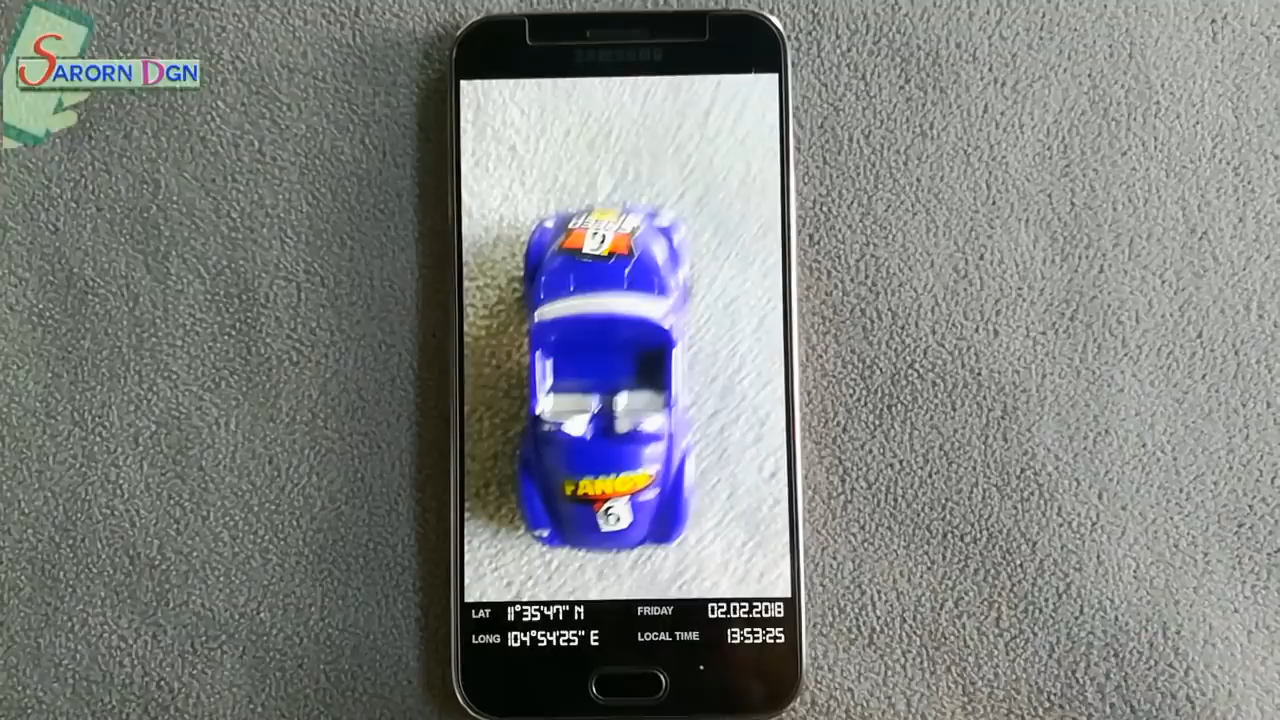 SARORN DGN
SAMSUNG
SPEED
6
FANCY
6
LAT 11°35'47" N FRIDAY 02.02.2018
LONG 104°54'25" E LOCAL TIME 13:53:25